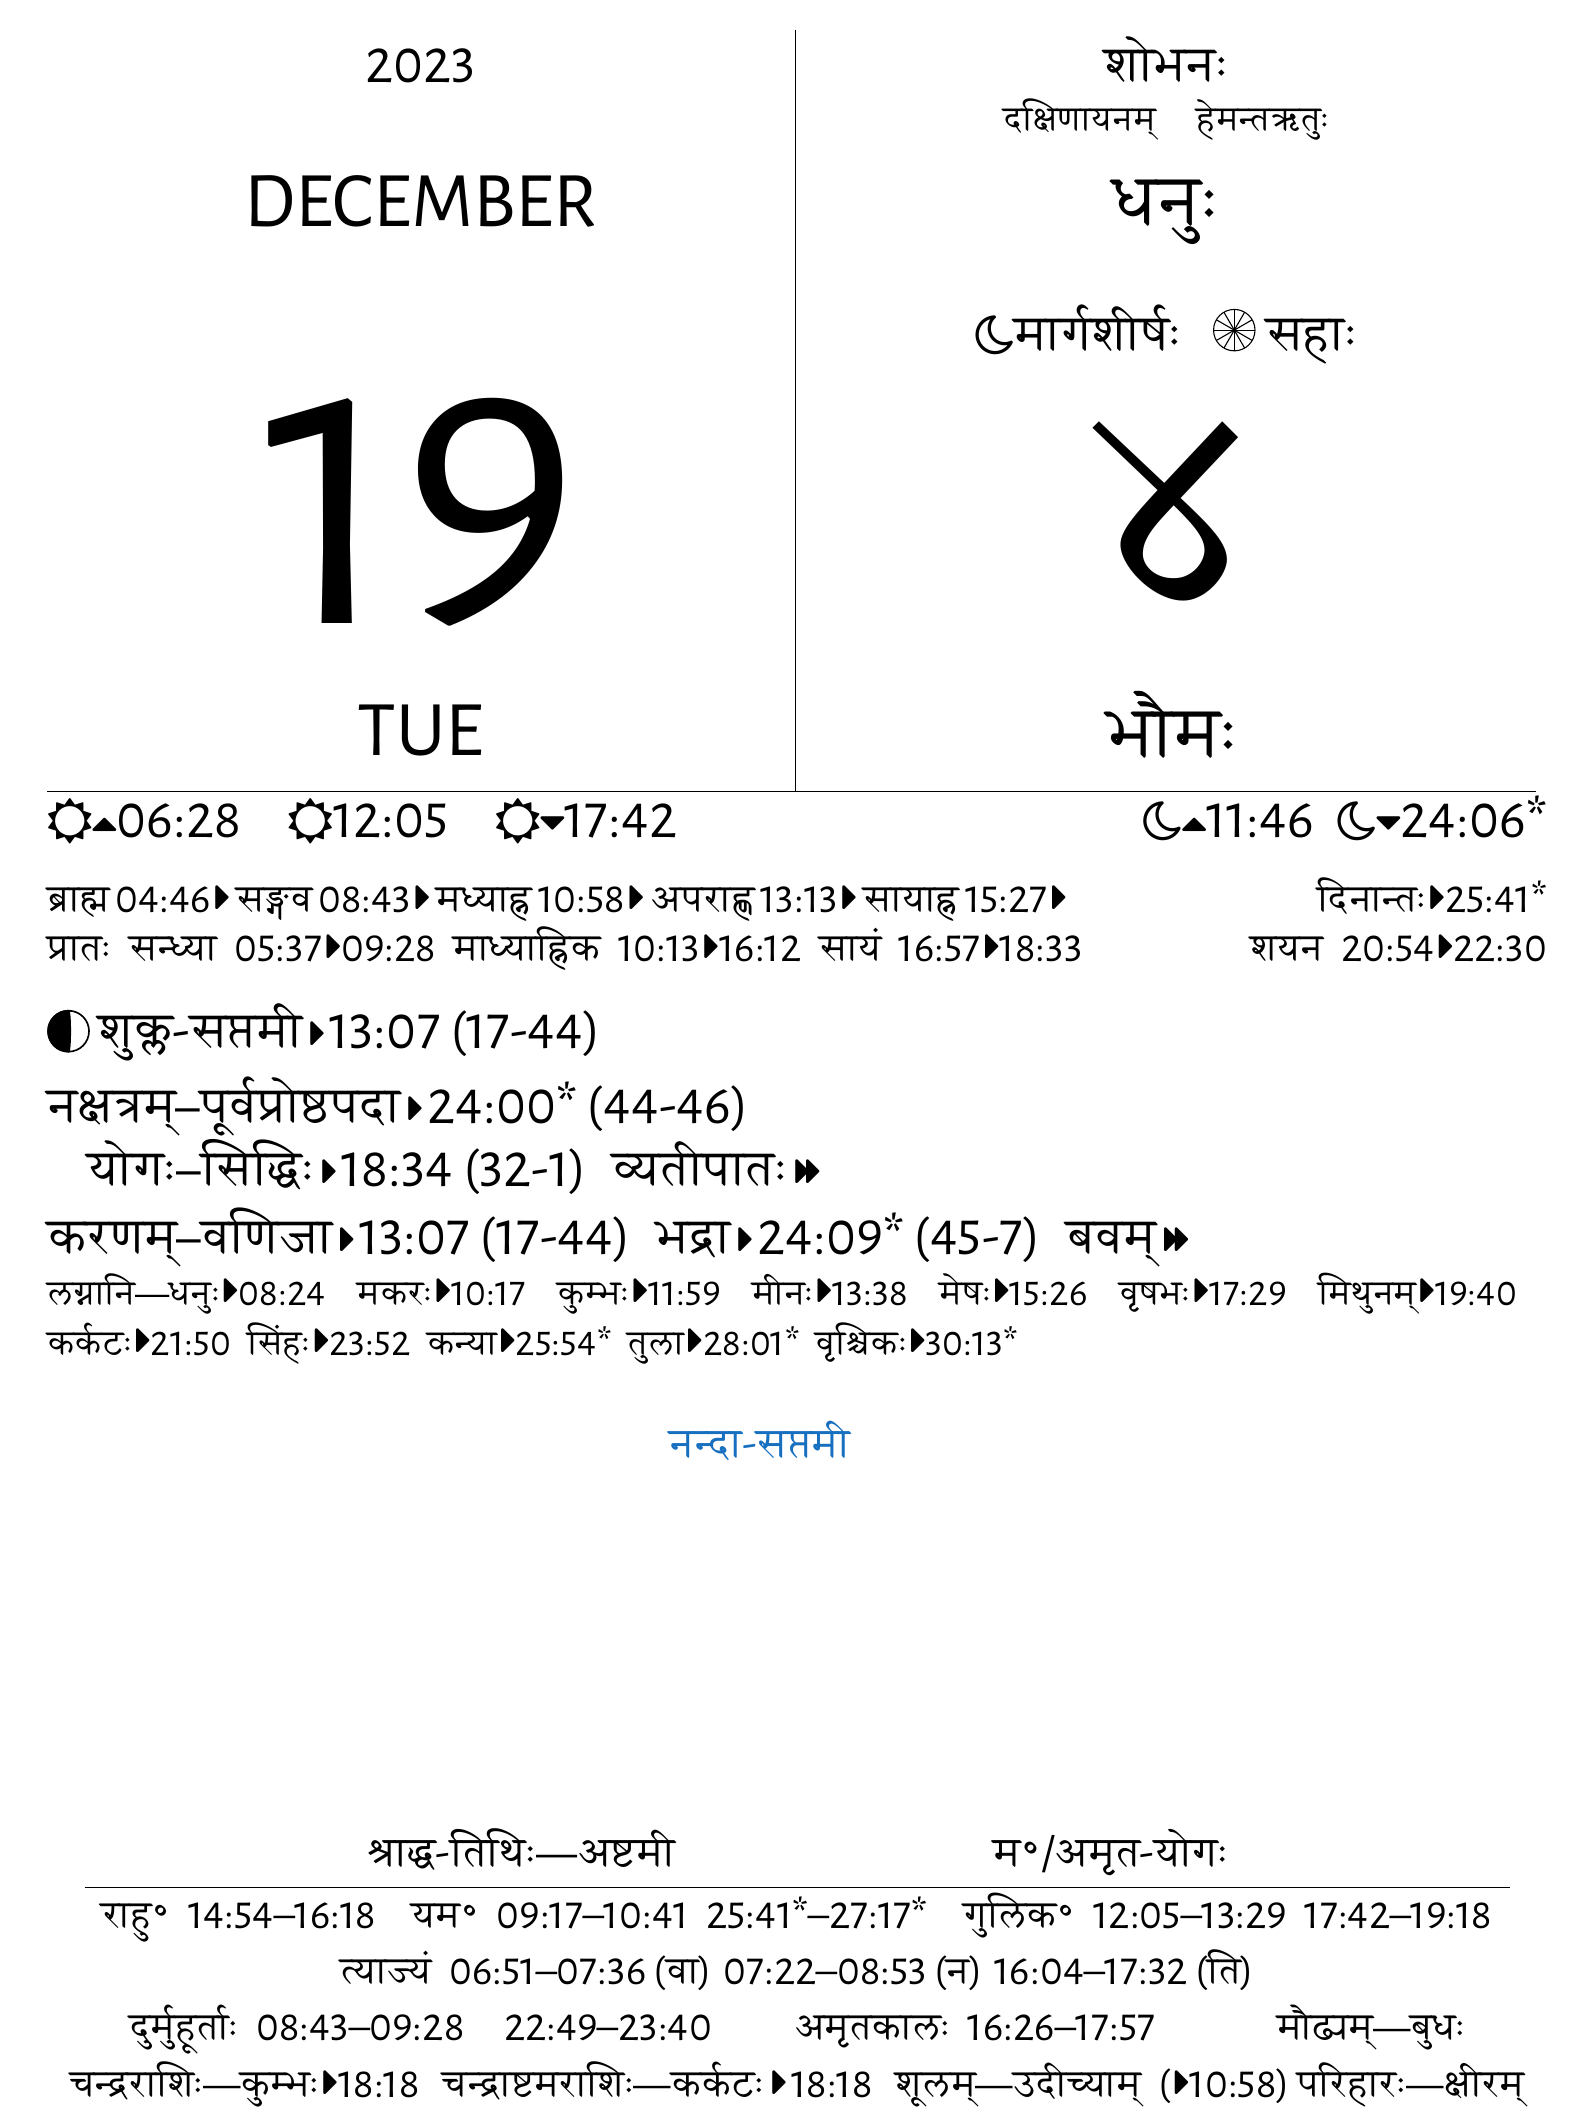 2023
DECEMBER
19
TUE
शोभनः
दक्षिणायनम् हेमन्तऋतुः
धनुः
मार्गशीर्षः सहाः
४
भौमः
06:28 12:05 17:42 11:46 24:06*
ब्राह्म 04:46 सङ्गव 08:43 मध्याह्न 10:58 अपराह्ण 13:13 सायाह्न 15:27 दिनान्तः 25:41*
प्रातः सन्ध्या 05:37 09:28 माध्याह्निक 10:13 16:12 सायं 16:57 18:33 शयन 20:54 22:30
शुक्ल-सप्तमी 13:07 (17-44)
नक्षत्रम्–पूर्वप्रोष्ठपदा 24:00* (44-46)
योगः–सिद्धिः 18:34 (32-1) व्यतीपातः
करणम्–वणिजा 13:07 (17-44) भद्रा 24:09* (45-7) बवम्
लग्नानि—धनुः 08:24 मकरः 10:17 कुम्भः 11:59 मीनः 13:38 मेषः 15:26 वृषभः 17:29 मिथुनम् 19:40
कर्कटः 21:50 सिंहः 23:52 कन्या 25:54* तुला 28:01* वृश्चिकः 30:13*
नन्दा-सप्तमी
श्राद्ध-तिथिः—अष्टमी म॰/अमृत-योगः
राहु॰ 14:54–16:18 यम॰ 09:17–10:41 25:41*–27:17* गुलिक॰ 12:05–13:29 17:42–19:18
त्याज्यं 06:51–07:36 (वा) 07:22–08:53 (न) 16:04–17:32 (ति)
दुर्मुहूर्ताः 08:43–09:28 22:49–23:40 अमृतकालः 16:26–17:57 मौढ्यम्—बुधः
चन्द्रराशिः—कुम्भः 18:18 चन्द्राष्टमराशिः—कर्कटः 18:18 शूलम्—उदीच्याम् (10:58) परिहारः—क्षीरम्